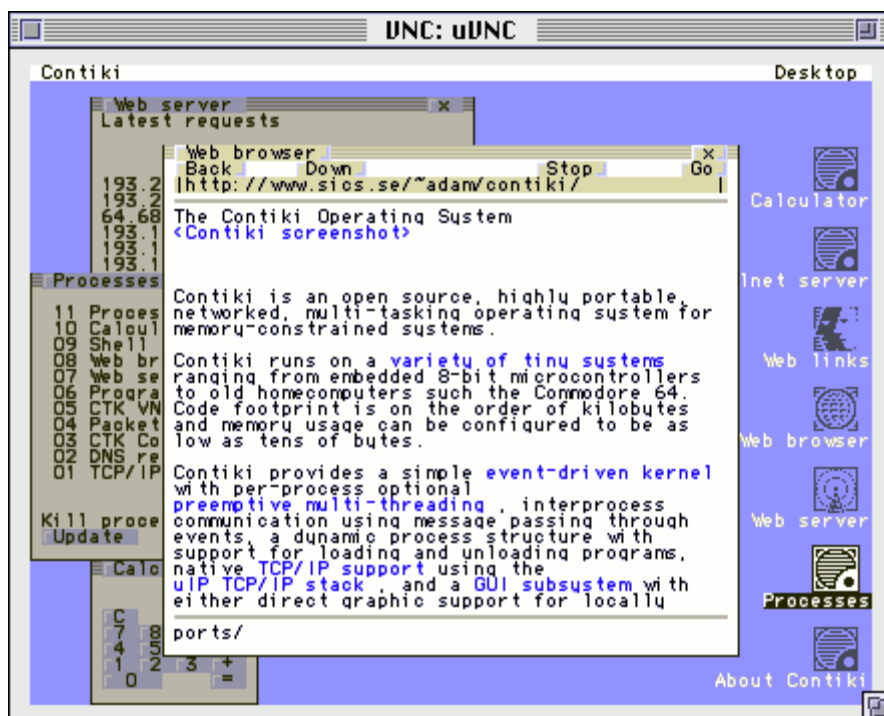 VNC: uVNC
Contiki Desktop
Web server x
Latest requests
193.2
193.2
64.68
193.1
193.1
193.1
Processes
11 Proces
10 Calcul
09 Shell
08 Web br
07 Web se
06 Progra
05 CTK VN
04 Packet
03 CTK Co
02 DNS re
01 TCP/IP
Kill proce
Update
Calc
C
7 8
4 5
1 2 3 +
0 =
Web browser x
Back Down Stop Go
http://www.sics.se/~adam/contiki/
The Contiki Operating System
<Contiki screenshot>
Contiki is an open source, highly portable,
networked, multi-tasking operating system for
memory-constrained systems.
Contiki runs on a variety of tiny systems
ranging from embedded 8-bit microcontrollers
to old homecomputers such the Commodore 64.
Code footprint is on the order of kilobytes
and memory usage can be configured to be as
low as tens of bytes.
Contiki provides a simple event-driven kernel
with per-process optional
preemptive multi-threading , interprocess
communication using message passing through
events, a dynamic process structure with
support for loading and unloading programs,
native TCP/IP support using the
uIP TCP/IP stack , and a GUI subsystem with
either direct graphic support for locally
ports/
Calculator
Inet server
Web links
Web browser
Web server
Processes
About Contiki